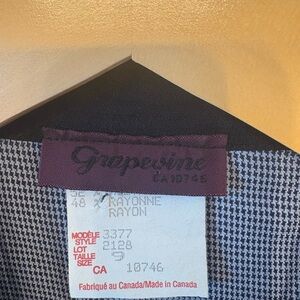 Grapevine
CA10746
52 %
48 % RAYONNE
RAYON
MODÈLE 3377
STYLE
LOT 2128
TAILLE 9
SIZE
CA 10746
Fabriqué au Canada/Made in Canada